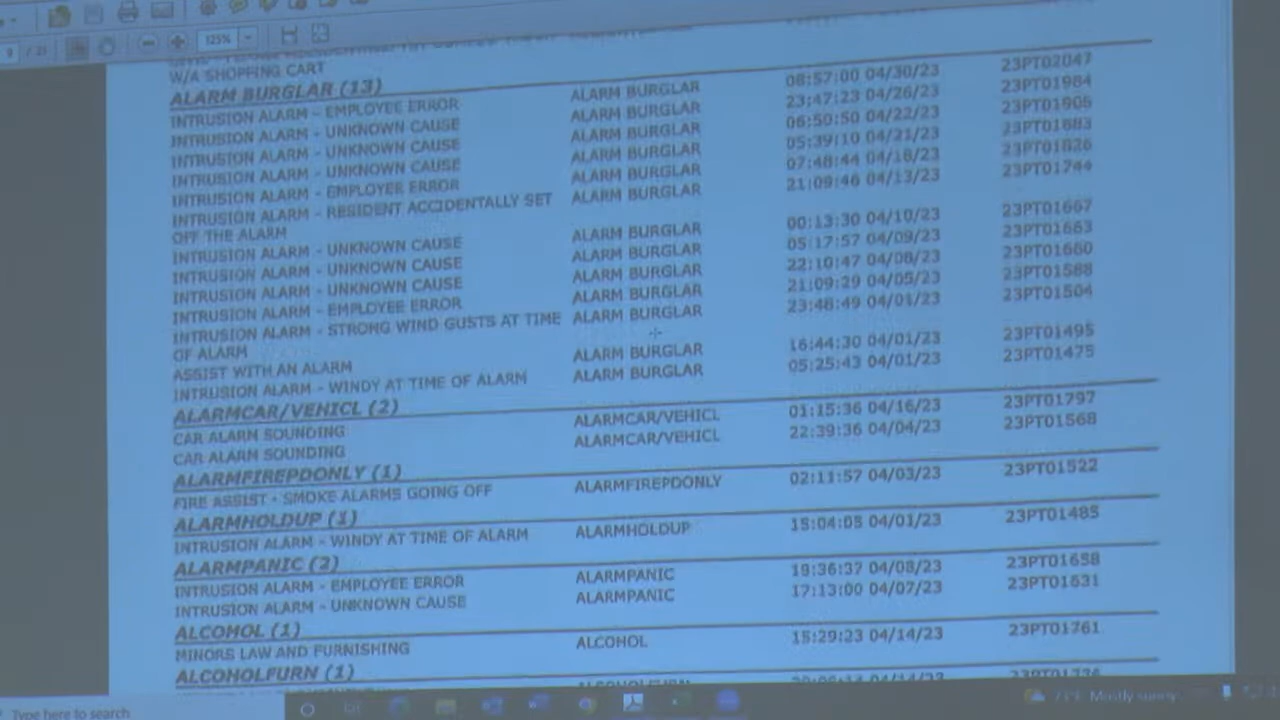 9 / 21 125%
W/A SHOPPING CART
ALARM BURGLAR (13)
INTRUSION ALARM - EMPLOYEE ERROR ALARM BURGLAR 08:57:00 04/30/23 23PT02047
INTRUSION ALARM - UNKNOWN CAUSE ALARM BURGLAR 23:47:23 04/26/23 23PT01984
INTRUSION ALARM - UNKNOWN CAUSE ALARM BURGLAR 06:50:50 04/22/23 23PT01906
INTRUSION ALARM - UNKNOWN CAUSE ALARM BURGLAR 05:39:10 04/21/23 23PT01883
INTRUSION ALARM - EMPLOYEE ERROR ALARM BURGLAR 07:48:44 04/18/23 23PT01826
INTRUSION ALARM - RESIDENT ACCIDENTALLY SET ALARM BURGLAR 21:09:46 04/13/23 23PT01744
OFF THE ALARM
INTRUSION ALARM - UNKNOWN CAUSE ALARM BURGLAR 00:13:30 04/10/23 23PT01667
INTRUSION ALARM - UNKNOWN CAUSE ALARM BURGLAR 05:17:57 04/09/23 23PT01663
INTRUSION ALARM - UNKNOWN CAUSE ALARM BURGLAR 22:10:47 04/08/23 23PT01660
INTRUSION ALARM - EMPLOYEE ERROR ALARM BURGLAR 21:09:29 04/05/23 23PT01588
INTRUSION ALARM - STRONG WIND GUSTS AT TIME ALARM BURGLAR 23:48:49 04/01/23 23PT01504
OF ALARM
ASSIST WITH AN ALARM ALARM BURGLAR 16:44:30 04/01/23 23PT01495
INTRUSION ALARM - WINDY AT TIME OF ALARM ALARM BURGLAR 05:25:43 04/01/23 23PT01475
ALARMCAR/VEHICL (2)
CAR ALARM SOUNDING ALARMCAR/VEHICL 01:15:36 04/16/23 23PT01797
CAR ALARM SOUNDING ALARMCAR/VEHICL 22:39:36 04/04/23 23PT01568
ALARMFIREPDONLY (1)
FIRE ASSIST - SMOKE ALARMS GOING OFF ALARMFIREPDONLY 02:11:57 04/03/23 23PT01522
ALARMHOLDUP (1)
INTRUSION ALARM - WINDY AT TIME OF ALARM ALARMHOLDUP 15:04:05 04/01/23 23PT01485
ALARMPANIC (2)
INTRUSION ALARM - EMPLOYEE ERROR ALARMPANIC 19:36:37 04/08/23 23PT01658
INTRUSION ALARM - UNKNOWN CAUSE ALARMPANIC 17:13:00 04/07/23 23PT01631
ALCOHOL (1)
MINORS LAW AND FURNISHING ALCOHOL 15:29:23 04/14/23 23PT01761
ALCOHOLFURN (1)
Type here to search Mostly sunny